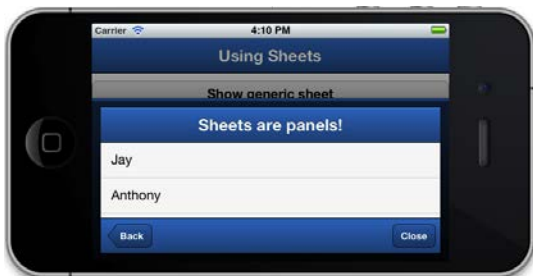 Carrier 4:10 PM
Using Sheets
Show generic sheet
Sheets are panels!
Jay
Anthony
Back Close